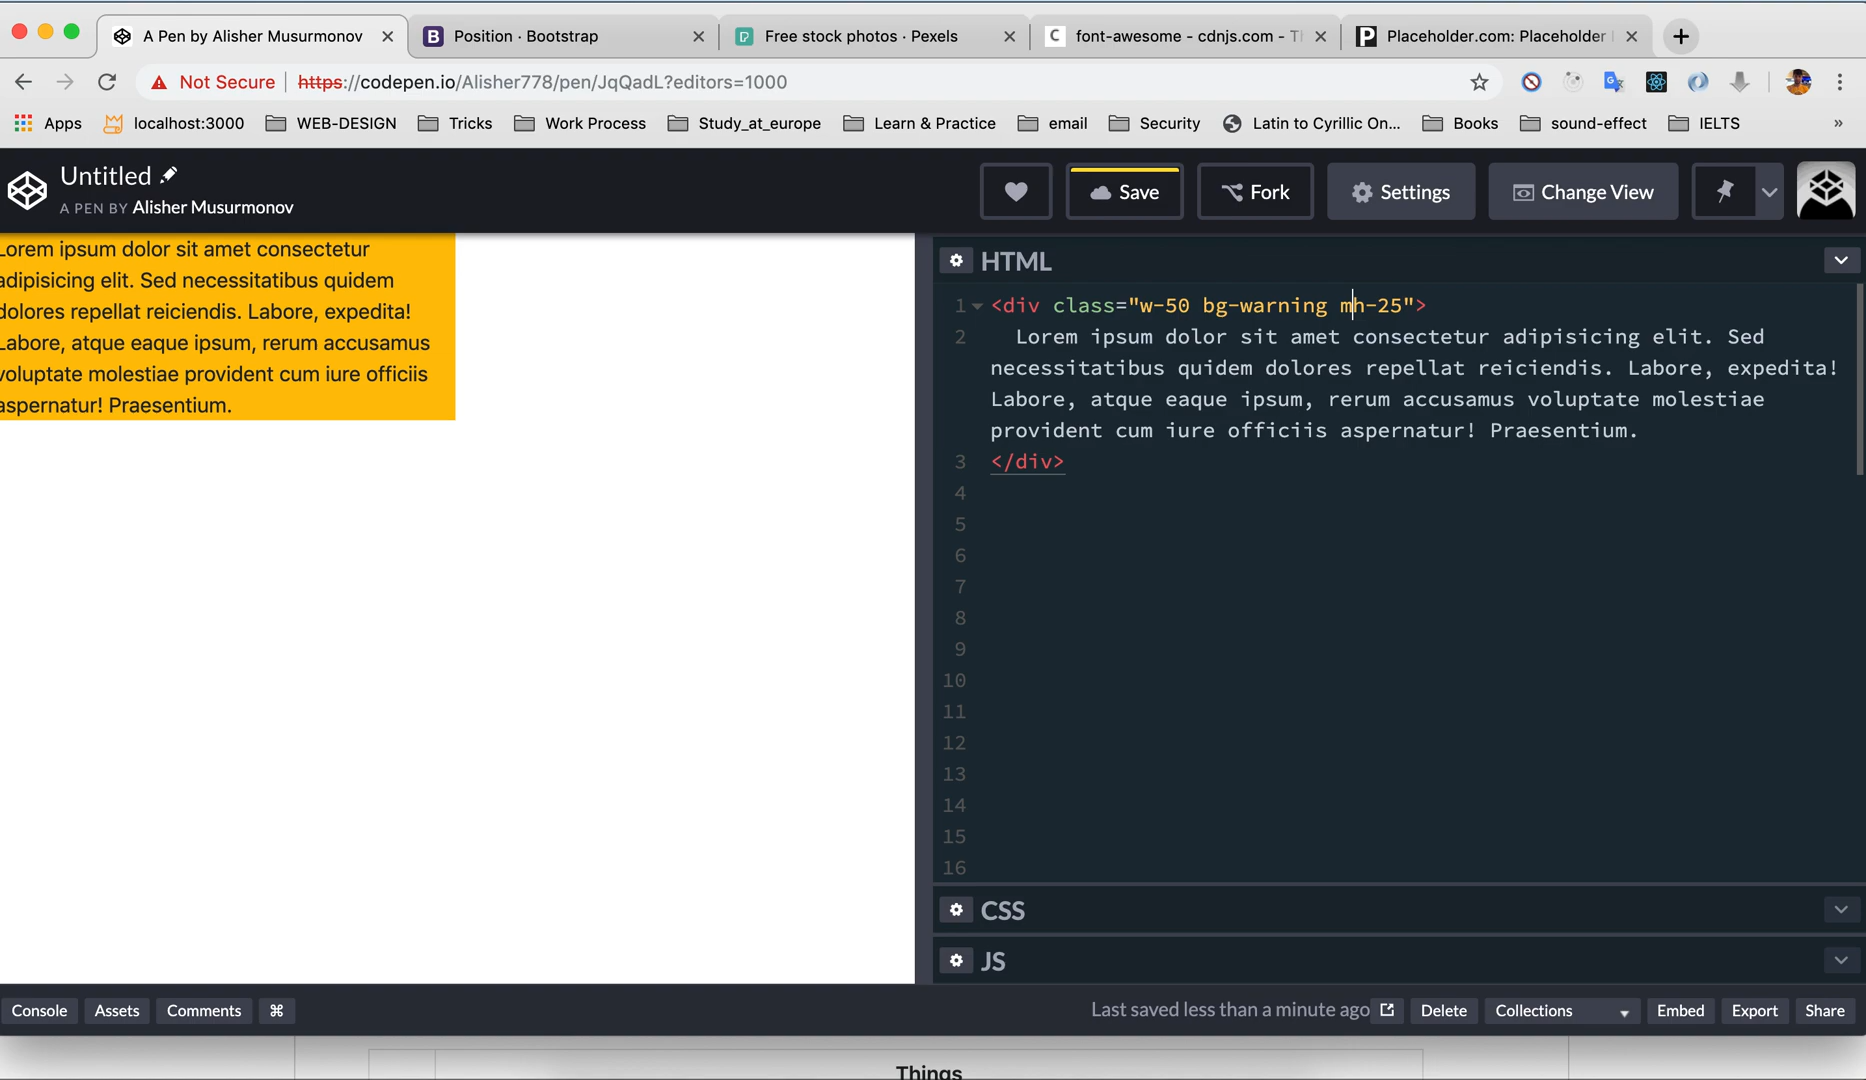 A Pen by Alisher Musurmonov
Position · Bootstrap
Free stock photos · Pexels
font-awesome - cdnjs.com - Th
Placeholder.com: Placeholder
Not Secure https://codepen.io/Alisher778/pen/JqQadL?editores=1000
Apps localhost:3000 WEB-DESIGN Tricks Work Process Study_at_europe Learn & Practice email Security Latin to Cyrillic On... Books sound-effect IELTS »
Untitled
A PEN BY Alisher Musurmonov
Save Fork Settings Change View
Lorem ipsum dolor sit amet consectetur
adipisicing elit. Sed necessitatibus quidem
dolores repellat reiciendis. Labore, expedita!
Labore, atque eaque ipsum, rerum accusamus
voluptate molestiae provident cum iure officiis
aspernatur! Praesentium.
HTML
1 <div class="w-50 bg-warning mh-25">
2 Lorem ipsum dolor sit amet consectetur adipisicing elit. Sed
necessitatibus quidem dolores repellat reiciendis. Labore, expedita!
Labore, atque eaque ipsum, rerum accusamus voluptate molestiae
provident cum iure officiis aspernatur! Praesentium.
3 </div>
4
5
6
7
8
9
10
11
12
13
14
15
16
CSS
JS
Console Assets Comments ⌘ Last saved less than a minute ago Delete Collections Embed Export Share
Things